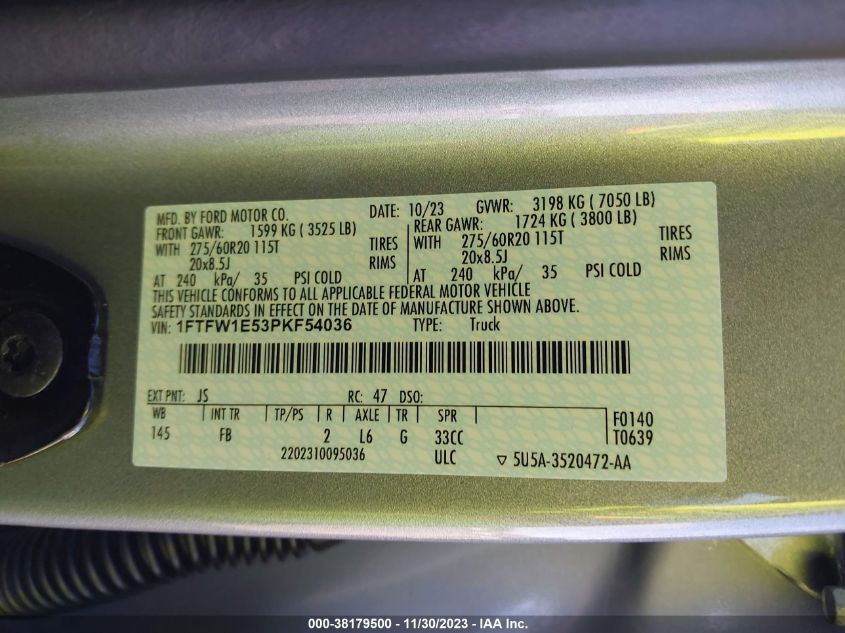 MFD. BY FORD MOTOR CO. DATE: 10/23 GVWR: 3198 KG ( 7050 LB)
FRONT GAWR: 1599 KG ( 3525 LB) REAR GAWR: 1724 KG ( 3800 LB)
WITH 275/60R20 115T TIRES WITH 275/60R20 115T TIRES
20x8.5J RIMS 20x8.5J RIMS
AT 240 kPa/ 35 PSI COLD AT 240 kPa/ 35 PSI COLD
THIS VEHICLE CONFORMS TO ALL APPLICABLE FEDERAL MOTOR VEHICLE
SAFETY STANDARDS IN EFFECT ON THE DATE OF MANUFACTURE SHOWN ABOVE.
VIN: 1FTFW1E53PKF54036 TYPE: Truck
EXT PNT: JS RC: 47 DSO:
WB INT TR TP/PS R AXLE TR SPR F0140
145 FB 2 L6 G 33CC T0639
2202310095036 ULC ▽ 5U5A-3520472-AA
000-38179500 - 11/30/2023 - IAA Inc.